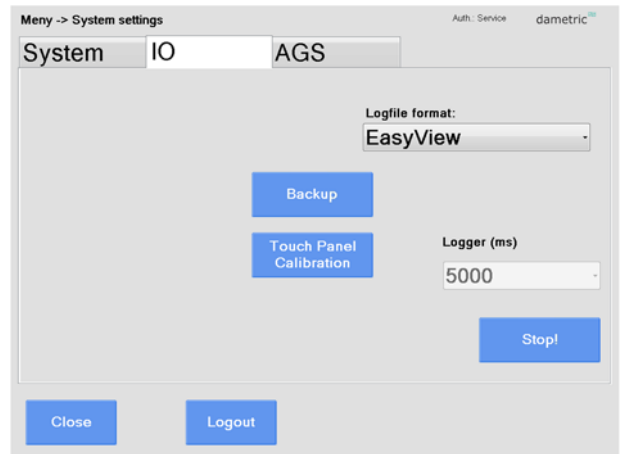 Meny -> System settings
Auth.: Service
dametric
System
IO
AGS
Logfile format:
EasyView
Backup
Touch Panel
Calibration
Logger (ms)
5000
Stop!
Close
Logout